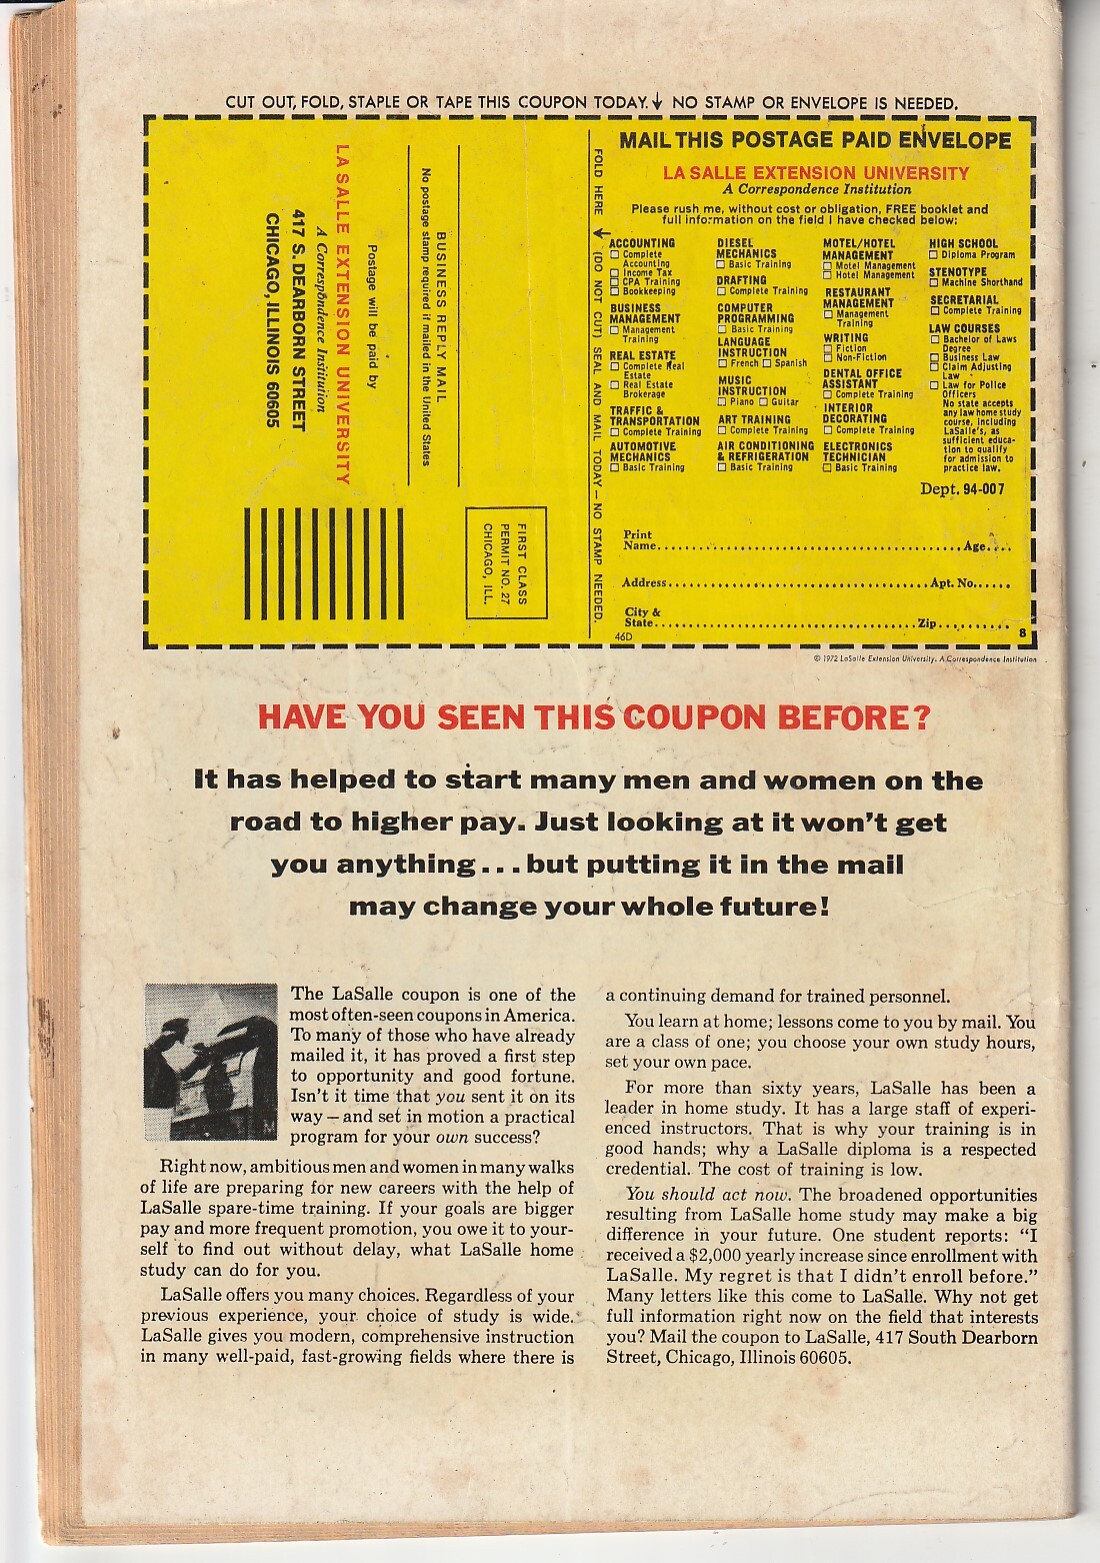 CUT OUT, FOLD, STAPLE OR TAPE THIS COUPON TODAY. NO STAMP OR ENVELOPE IS NEEDED.
LA SALLE EXTENSION UNIVERSITY
A Correspondence Institution
417 S. DEARBORN STREET
CHICAGO, ILLINOIS 60605
Postage will be paid by
BUSINESS REPLY MAIL
No postage stamp required if mailed in the United States
FIRST CLASS
PERMIT NO. 27
CHICAGO, ILL.
FOLD HERE (DO NOT CUT) SEAL AND MAIL TODAY – NO STAMP NEEDED.
MAIL THIS POSTAGE PAID ENVELOPE
LA SALLE EXTENSION UNIVERSITY
A Correspondence Institution
Please rush me, without cost or obligation, FREE booklet and
full information on the field I have checked below:
ACCOUNTING
Complete
Accounting
Income Tax
CPA Training
Bookkeeping
BUSINESS
MANAGEMENT
Management
Training
REAL ESTATE
Complete Real
Estate
Real Estate
Brokerage
TRAFFIC &
TRANSPORTATION
Complete Training
AUTOMOTIVE
MECHANICS
Basic Training
DIESEL
MECHANICS
Basic Training
DRAFTING
Complete Training
COMPUTER
PROGRAMMING
Basic Training
LANGUAGE
INSTRUCTION
French Spanish
MUSIC
INSTRUCTION
Piano Guitar
ART TRAINING
Complete Training
AIR CONDITIONING
& REFRIGERATION
Basic Training
MOTEL/HOTEL
MANAGEMENT
Motel Management
Hotel Management
RESTAURANT
MANAGEMENT
Management
Training
WRITING
Fiction
Non-Fiction
DENTAL OFFICE
ASSISTANT
Complete Training
INTERIOR
DECORATING
Complete Training
ELECTRONICS
TECHNICIAN
Basic Training
HIGH SCHOOL
Diploma Program
STENOTYPE
Machine Shorthand
SECRETARIAL
Complete Training
LAW COURSES
Bachelor of Laws
Degree
Business Law
Claim Adjusting
Law
Law for Police
Officers
No state accepts
any law home study
course, including
LaSalle's, as
sufficient educa-
tion to qualify
for admission to
practice law.
Dept. 94-007
Print
Name Age
Address Apt. No.
City &
State Zip
46D 8
© 1972 LaSalle Extension University. A Correspondence Institution
HAVE YOU SEEN THIS COUPON BEFORE?
It has helped to start many men and women on the
road to higher pay. Just looking at it won't get
you anything... but putting it in the mail
may change your whole future!
The LaSalle coupon is one of the
most often-seen coupons in America.
To many of those who have already
mailed it, it has proved a first step
to opportunity and good fortune.
Isn't it time that you sent it on its
way – and set in motion a practical
program for your own success?
Right now, ambitious men and women in many walks
of life are preparing for new careers with the help of
LaSalle spare-time training. If your goals are bigger
pay and more frequent promotion, you owe it to your-
self to find out without delay, what LaSalle home
study can do for you.
LaSalle offers you many choices. Regardless of your
previous experience, your choice of study is wide.
LaSalle gives you modern, comprehensive instruction
in many well-paid, fast-growing fields where there is
a continuing demand for trained personnel.
You learn at home; lessons come to you by mail. You
are a class of one; you choose your own study hours,
set your own pace.
For more than sixty years, LaSalle has been a
leader in home study. It has a large staff of experi-
enced instructors. That is why your training is in
good hands; why a LaSalle diploma is a respected
credential. The cost of training is low.
You should act now. The broadened opportunities
resulting from LaSalle home study may make a big
difference in your future. One student reports: "I
received a $2,000 yearly increase since enrollment with
LaSalle. My regret is that I didn't enroll before."
Many letters like this come to LaSalle. Why not get
full information right now on the field that interests
you? Mail the coupon to LaSalle, 417 South Dearborn
Street, Chicago, Illinois 60605.